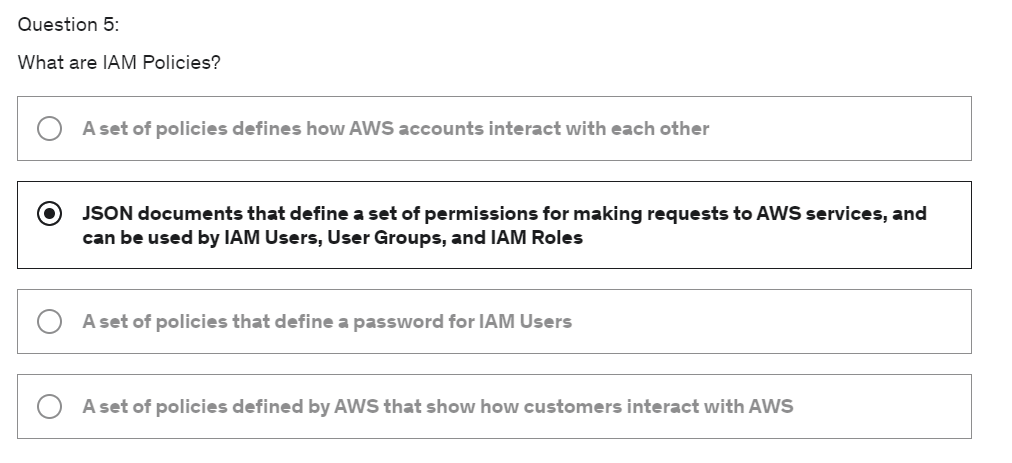 Question 5:
What are IAM Policies?
A set of policies defines how AWS accounts interact with each other
JSON documents that define a set of permissions for making requests to AWS services, and
can be used by IAM Users, User Groups, and IAM Roles
A set of policies that define a password for IAM Users
A set of policies defined by AWS that show how customers interact with AWS